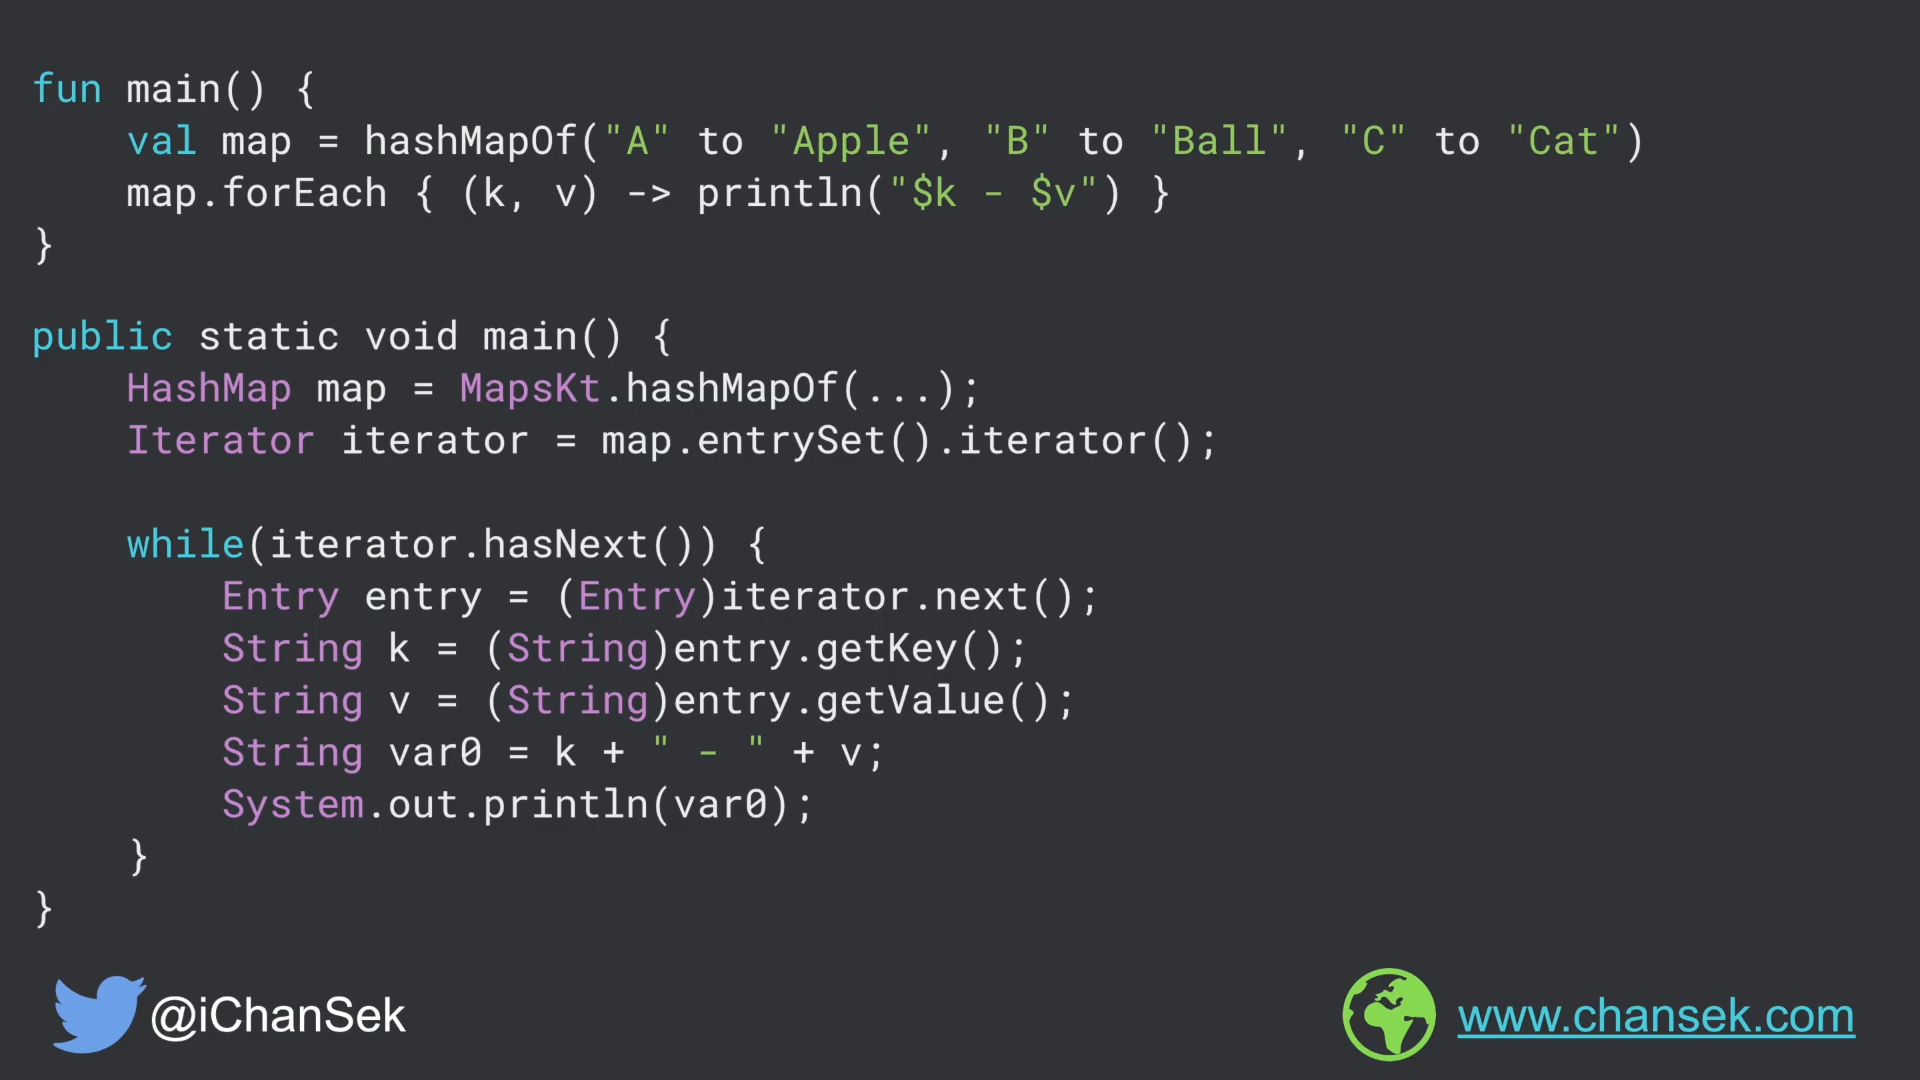 fun main() {
    val map = hashMapOf("A" to "Apple", "B" to "Ball", "C" to "Cat")
    map.forEach { (k, v) -> println("$k - $v") }
}
public static void main() {
    HashMap map = MapsKt.hashMapOf(...);
    Iterator iterator = map.entrySet().iterator();
    while(iterator.hasNext()) {
        Entry entry = (Entry)iterator.next();
        String k = (String)entry.getKey();
        String v = (String)entry.getValue();
        String var0 = k + " - " + v;
        System.out.println(var0);
    }
}
@iChanSek
www.chansek.com